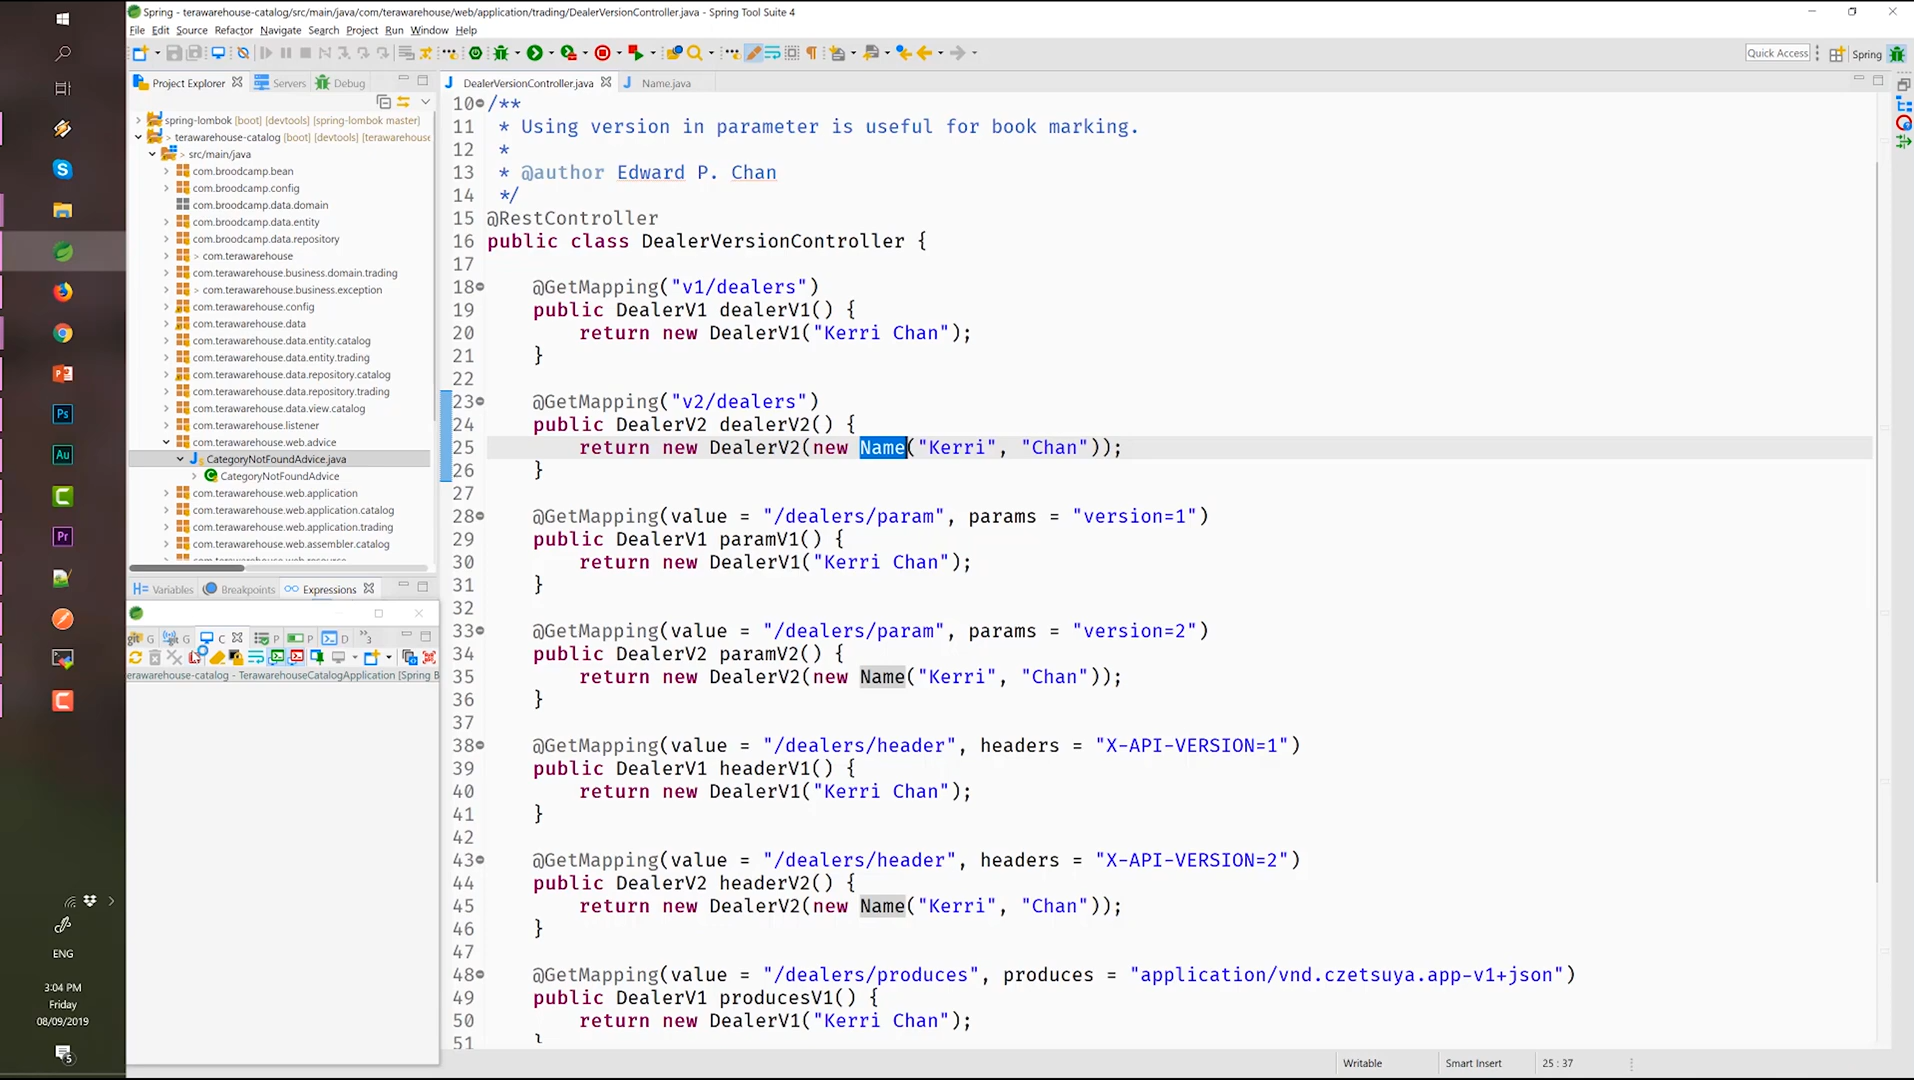 Spring - terawarehouse-catalog/src/main/java/com/terawarehouse/web/application/trading/DealerVersionController.java - Spring Tool Suite 4
File Edit Source Refactor Navigate Search Project Run Window Help
Quick Access
Spring
Project Explorer Servers Debug
DealerVersionController.java Name.java
> spring-lombok [boot] [devtools] [spring-lombok master]
> terawarehouse-catalog [boot] [devtools] [terawarehouse
> src/main/java
com.broodcamp.bean
com.broodcamp.config
com.broodcamp.data.domain
com.broodcamp.data.entity
com.broodcamp.data.repository
> com.terawarehouse
com.terawarehouse.business.domain.trading
> com.terawarehouse.business.exception
com.terawarehouse.config
com.terawarehouse.data
com.terawarehouse.data.entity.catalog
com.terawarehouse.data.entity.trading
com.terawarehouse.data.repository.catalog
com.terawarehouse.data.repository.trading
com.terawarehouse.data.view.catalog
com.terawarehouse.listener
com.terawarehouse.web.advice
CategoryNotFoundAdvice.java
CategoryNotFoundAdvice
com.terawarehouse.web.application
com.terawarehouse.web.application.catalog
com.terawarehouse.web.application.trading
com.terawarehouse.web.assembler.catalog
Variables Breakpoints Expressions
G G C P P D »3
terawarehouse-catalog - TerawarehouseCatalogApplication [Spring B
10 /**
11 * Using version in parameter is useful for book marking.
12 *
13 * @author Edward P. Chan
14 */
15 @RestController
16 public class DealerVersionController {
17
18 @GetMapping("v1/dealers")
19 public DealerV1 dealerV1() {
20 return new DealerV1("Kerri Chan");
21 }
22
23 @GetMapping("v2/dealers")
24 public DealerV2 dealerV2() {
25 return new DealerV2(new Name("Kerri", "Chan"));
26 }
27
28 @GetMapping(value = "/dealers/param", params = "version=1")
29 public DealerV1 paramV1() {
30 return new DealerV1("Kerri Chan");
31 }
32
33 @GetMapping(value = "/dealers/param", params = "version=2")
34 public DealerV2 paramV2() {
35 return new DealerV2(new Name("Kerri", "Chan"));
36 }
37
38 @GetMapping(value = "/dealers/header", headers = "X-API-VERSION=1")
39 public DealerV1 headerV1() {
40 return new DealerV1("Kerri Chan");
41 }
42
43 @GetMapping(value = "/dealers/header", headers = "X-API-VERSION=2")
44 public DealerV2 headerV2() {
45 return new DealerV2(new Name("Kerri", "Chan"));
46 }
47
48 @GetMapping(value = "/dealers/produces", produces = "application/vnd.czetsuya.app-v1+json")
49 public DealerV1 producesV1() {
50 return new DealerV1("Kerri Chan");
51 }
Writable Smart Insert 25 : 37
Ps
Au
Pr
ENG
3:04 PM
Friday
08/09/2019
5